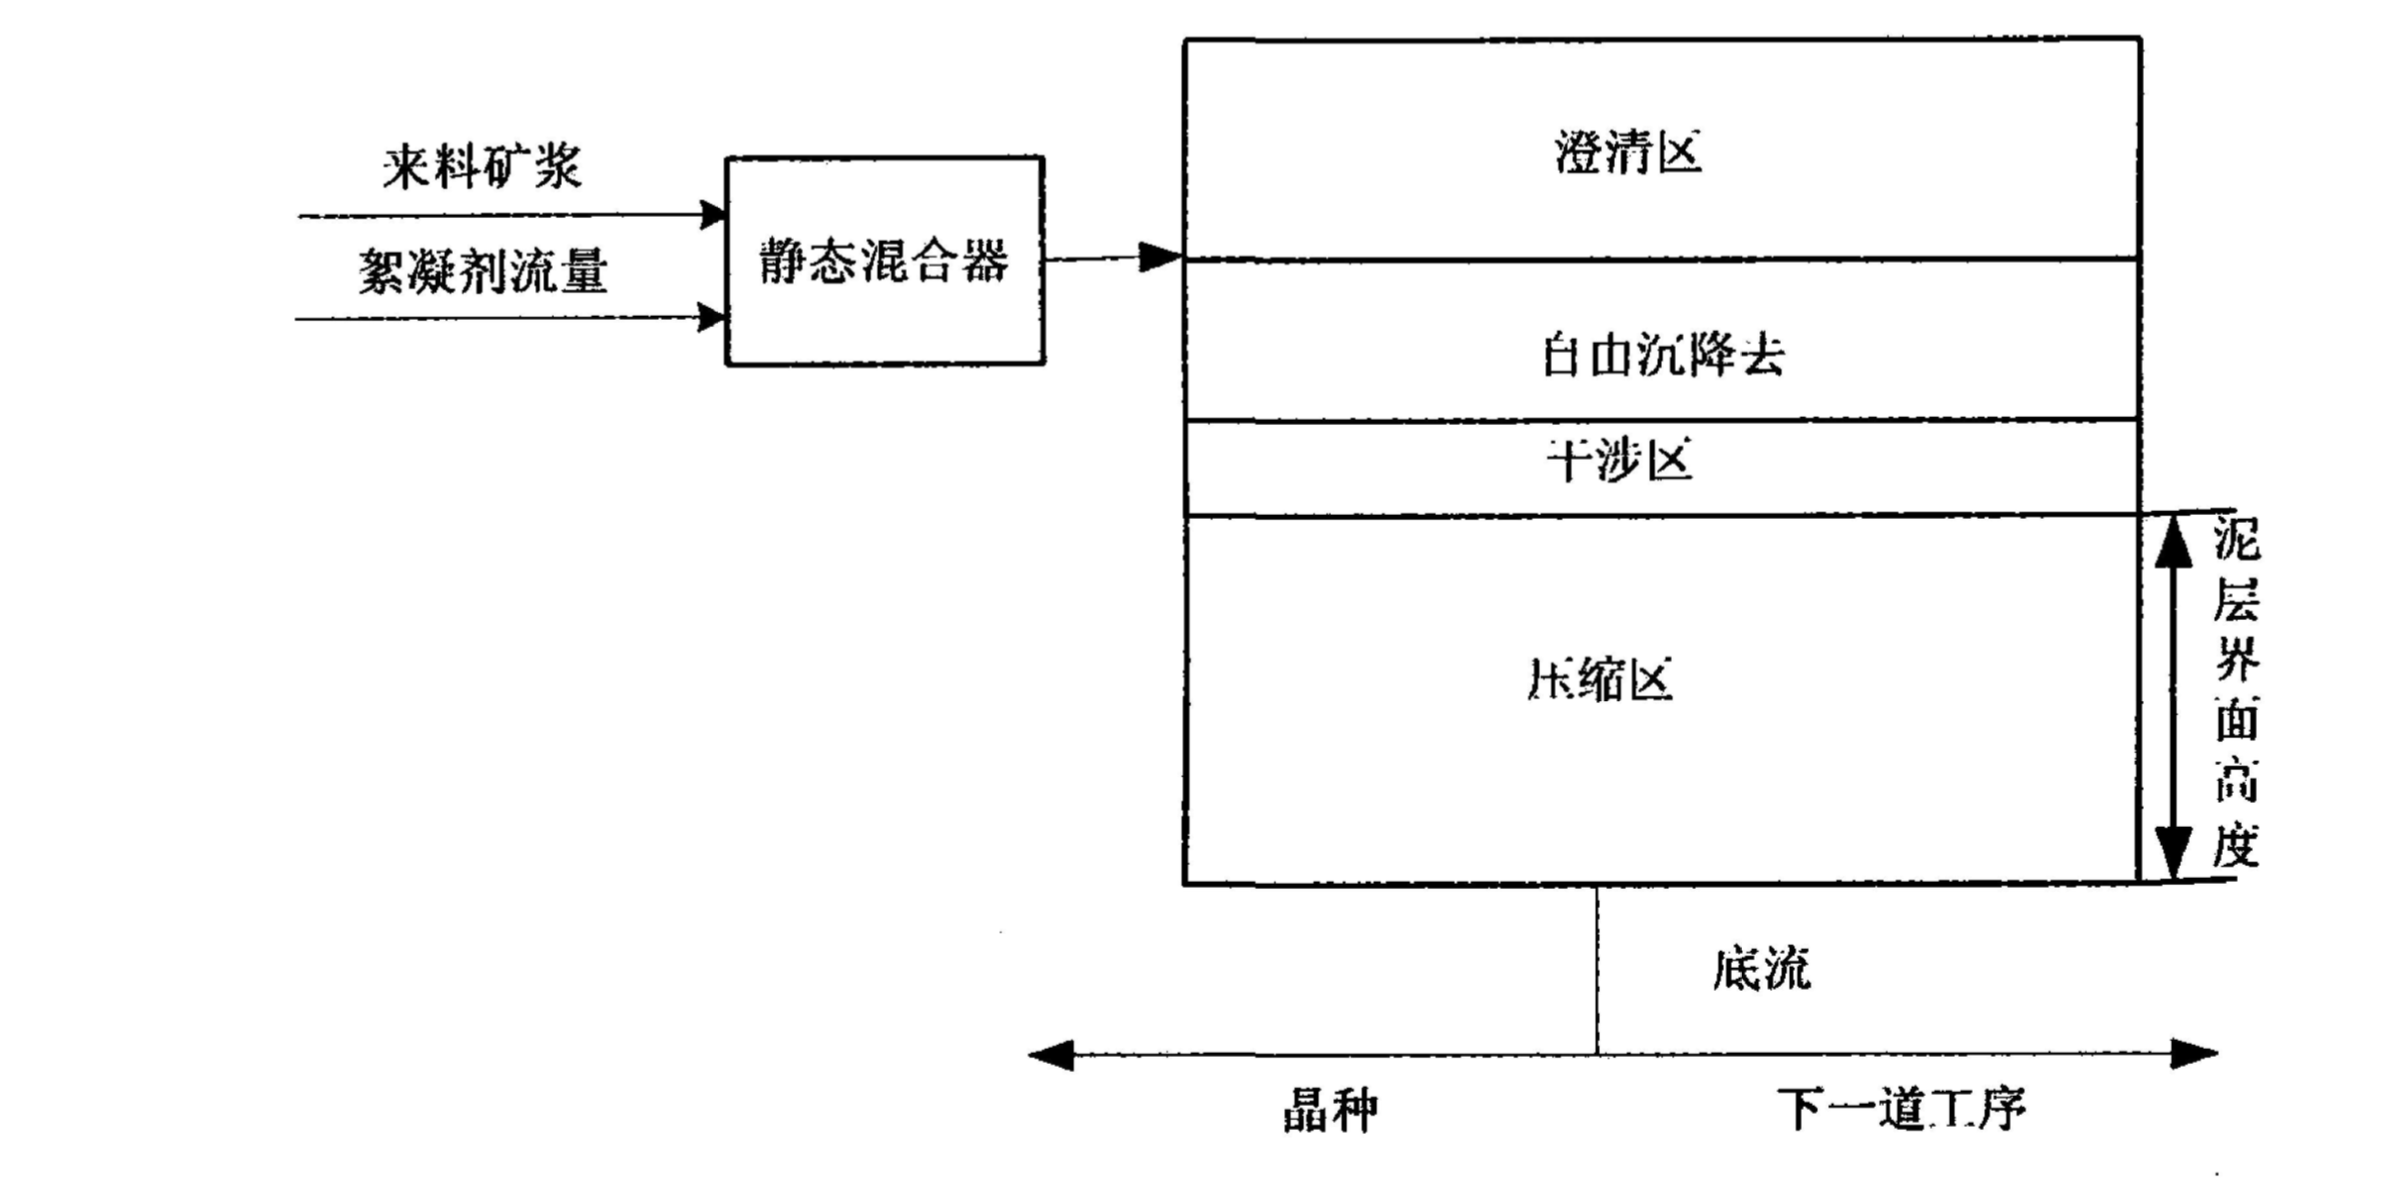 来料矿浆
絮凝剂流量
静态混合器
澄清区
自由沉降去
干涉区
压缩区
泥层界面高度
底流
晶种
下一道工序